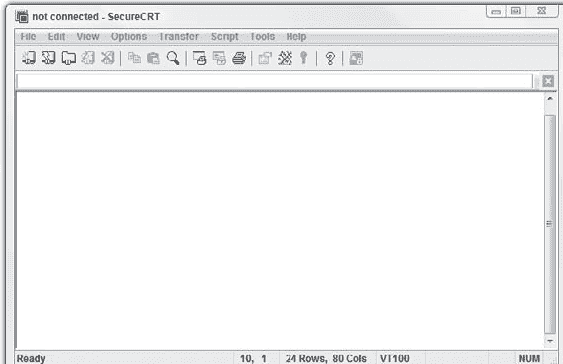 not connected - SecureCRT
File Edit View Options Transfer Script Tools Help
Ready 10, 1 24 Rows, 80 Cols VT100 NUM